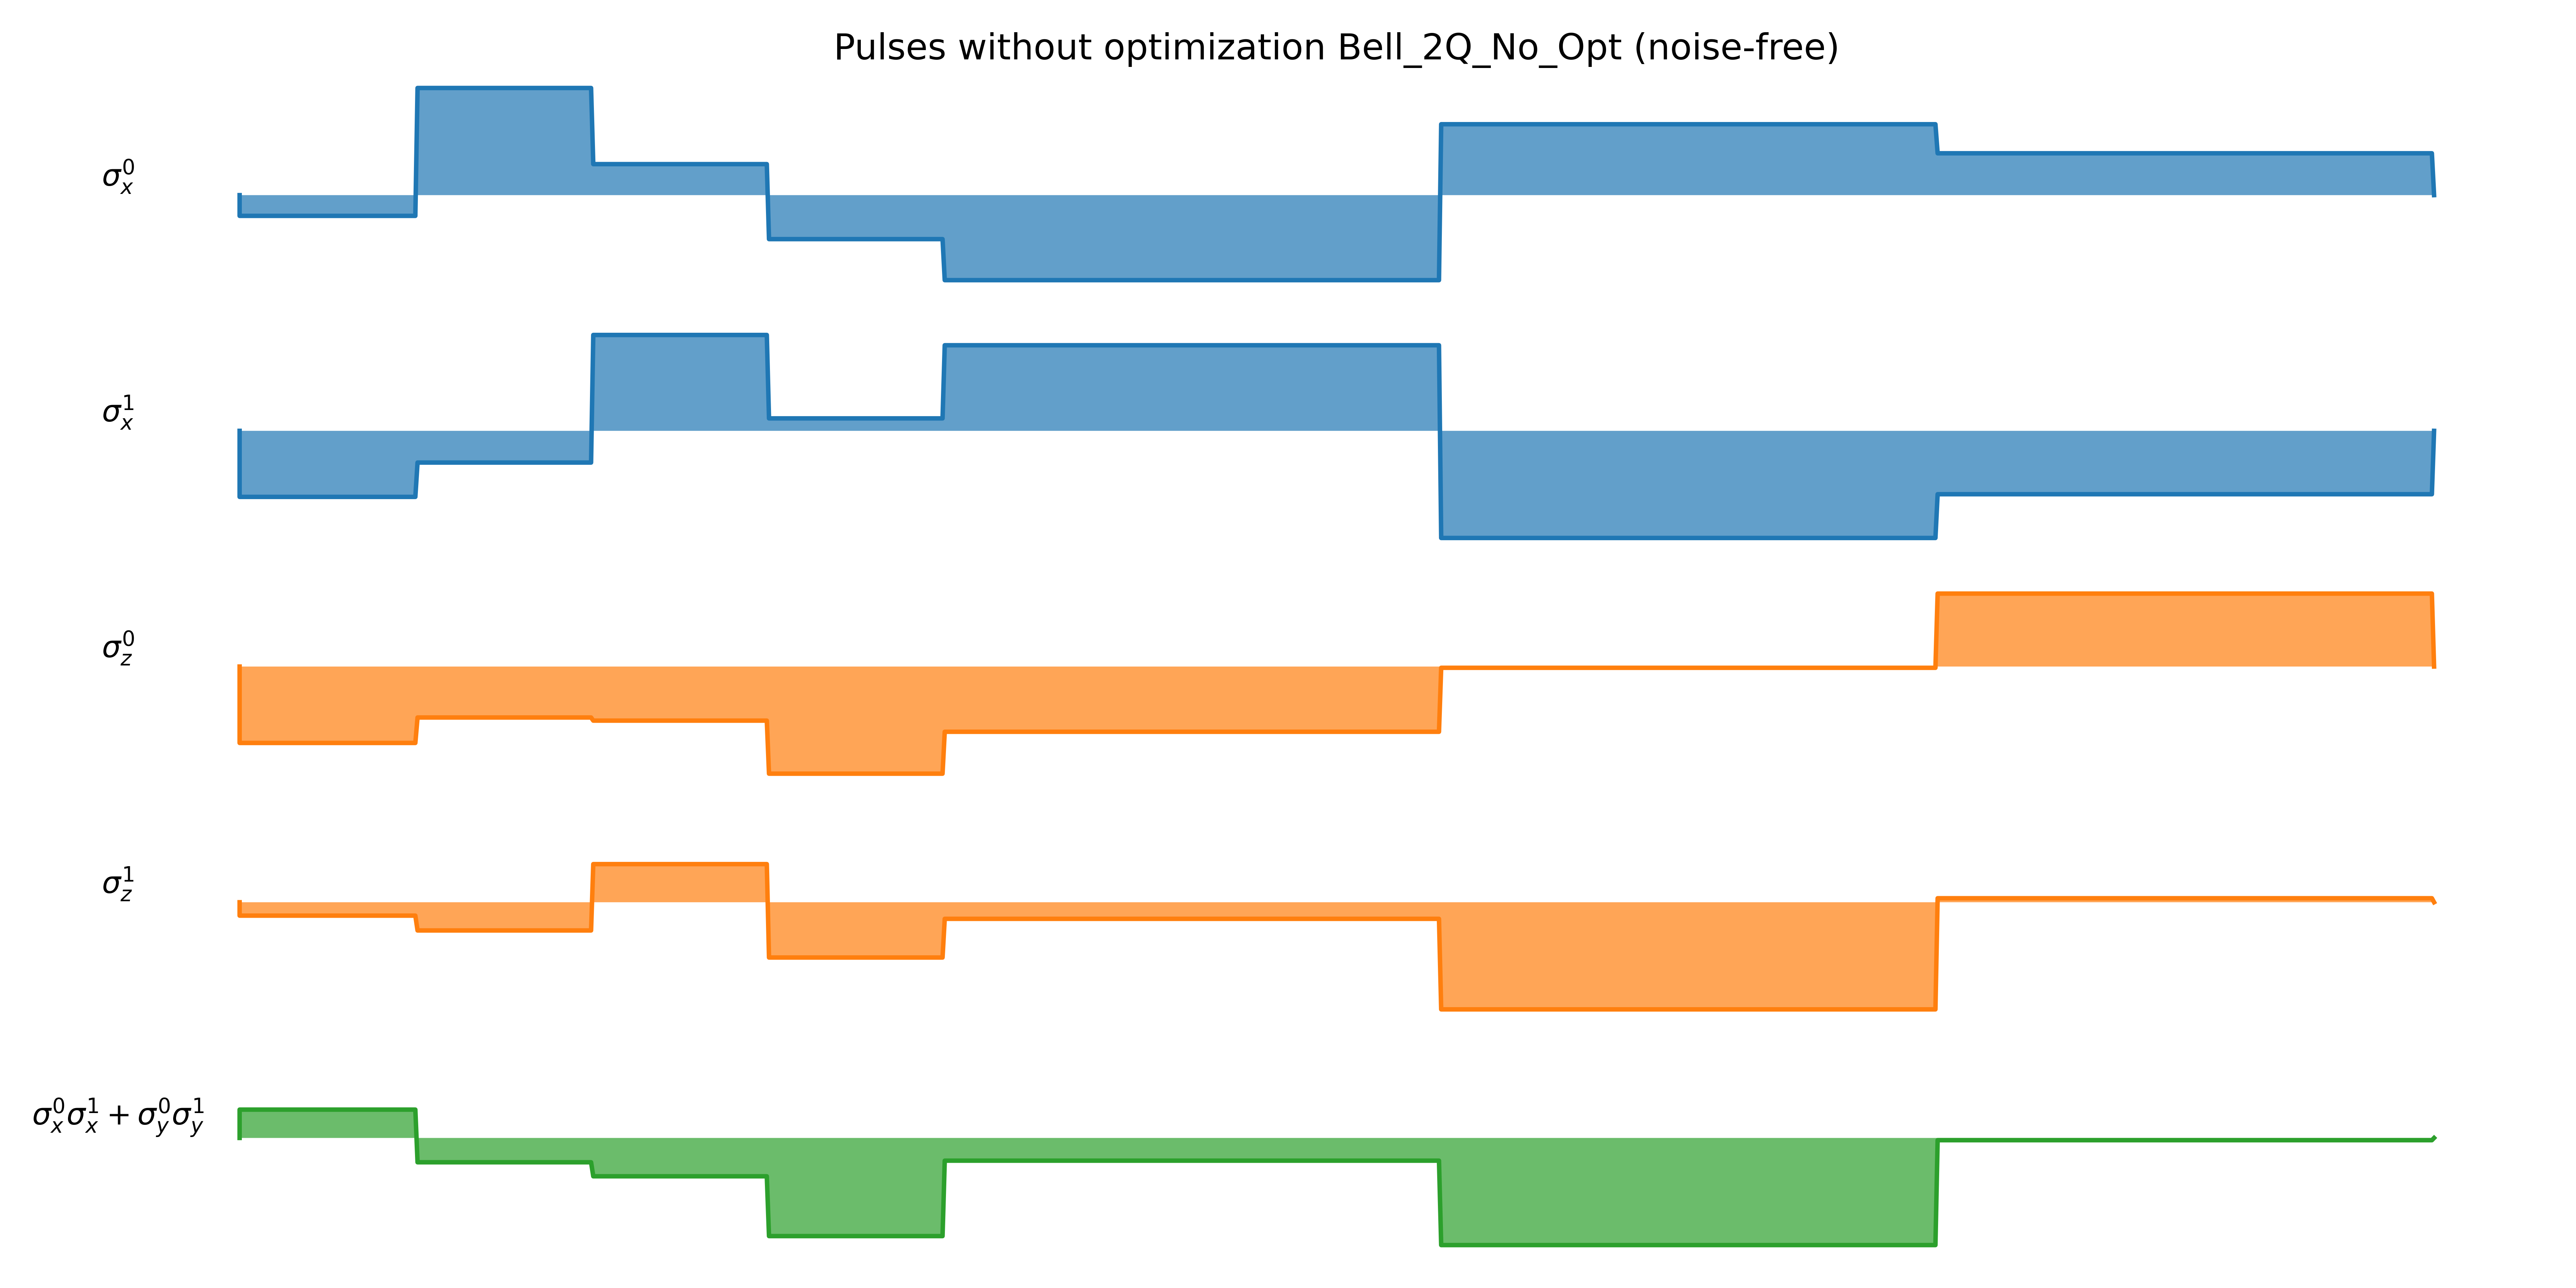 Pulses without optimization Bell_2Q_No_Opt (noise-free)
σ_x^0
σ_x^1
σ_z^0
σ_z^1
σ_x^0σ_x^1 + σ_y^0σ_y^1